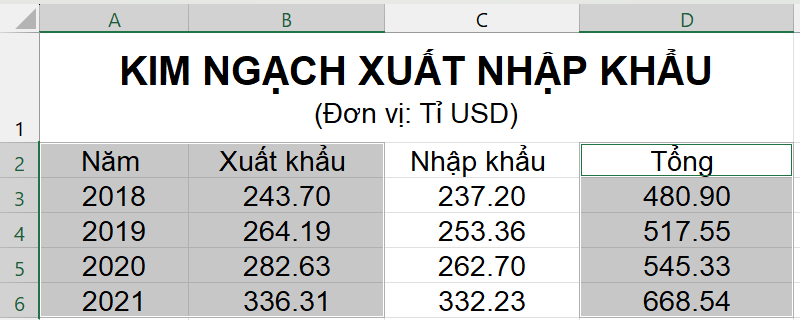 A B C D
KIM NGẠCH XUẤT NHẬP KHẨU
(Đơn vị: Tỉ USD)
1
2 Năm Xuất khẩu Nhập khẩu Tổng
3 2018 243.70 237.20 480.90
4 2019 264.19 253.36 517.55
5 2020 282.63 262.70 545.33
6 2021 336.31 332.23 668.54